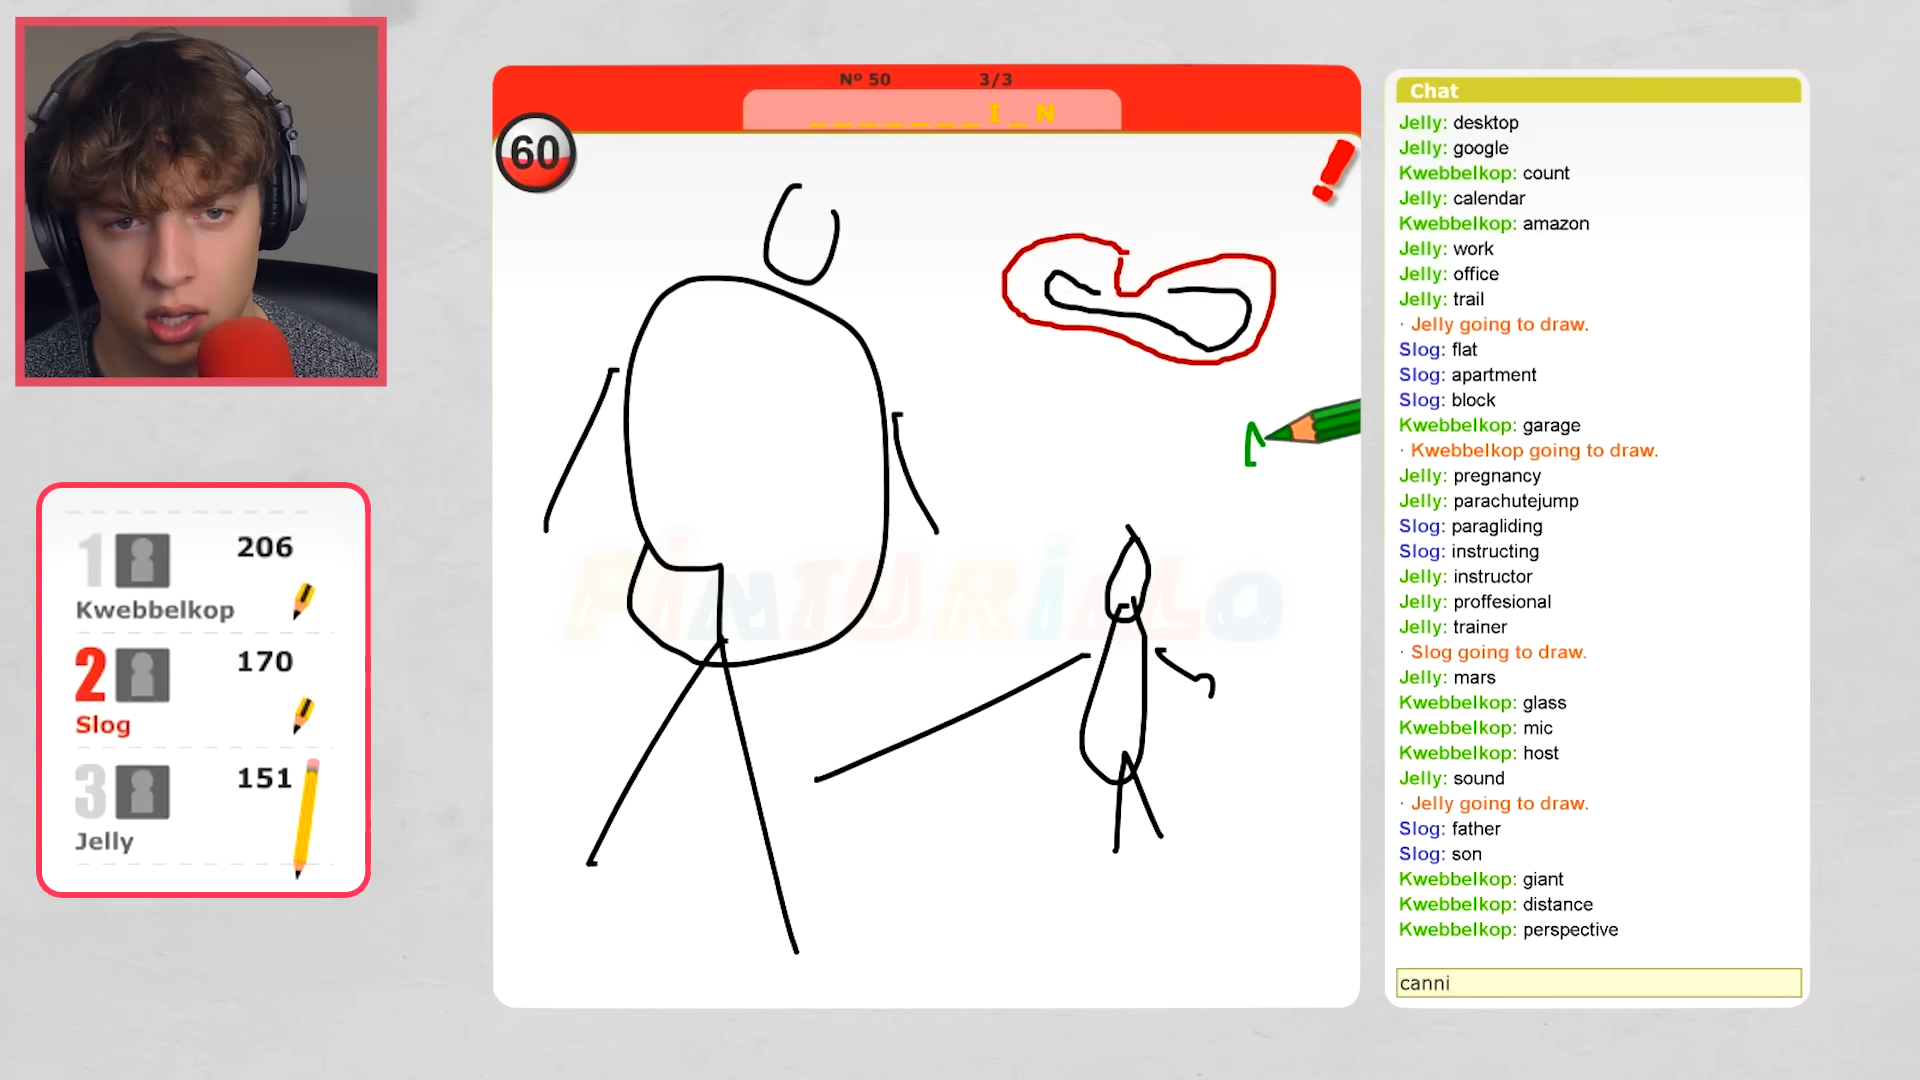 Nº 50 3/3
_ _ _ _ _ _ _ I _ N
60
PINTURILLO
1 206
Kwebbelkop
2 170
Slog
3 151
Jelly
Chat
Jelly: desktop
Jelly: google
Kwebbelkop: count
Jelly: calendar
Kwebbelkop: amazon
Jelly: work
Jelly: office
Jelly: trail
· Jelly going to draw.
Slog: flat
Slog: apartment
Slog: block
Kwebbelkop: garage
· Kwebbelkop going to draw.
Jelly: pregnancy
Jelly: parachutejump
Slog: paragliding
Slog: instructing
Jelly: instructor
Jelly: proffesional
Jelly: trainer
· Slog going to draw.
Jelly: mars
Kwebbelkop: glass
Kwebbelkop: mic
Kwebbelkop: host
Jelly: sound
· Jelly going to draw.
Slog: father
Slog: son
Kwebbelkop: giant
Kwebbelkop: distance
Kwebbelkop: perspective
canni